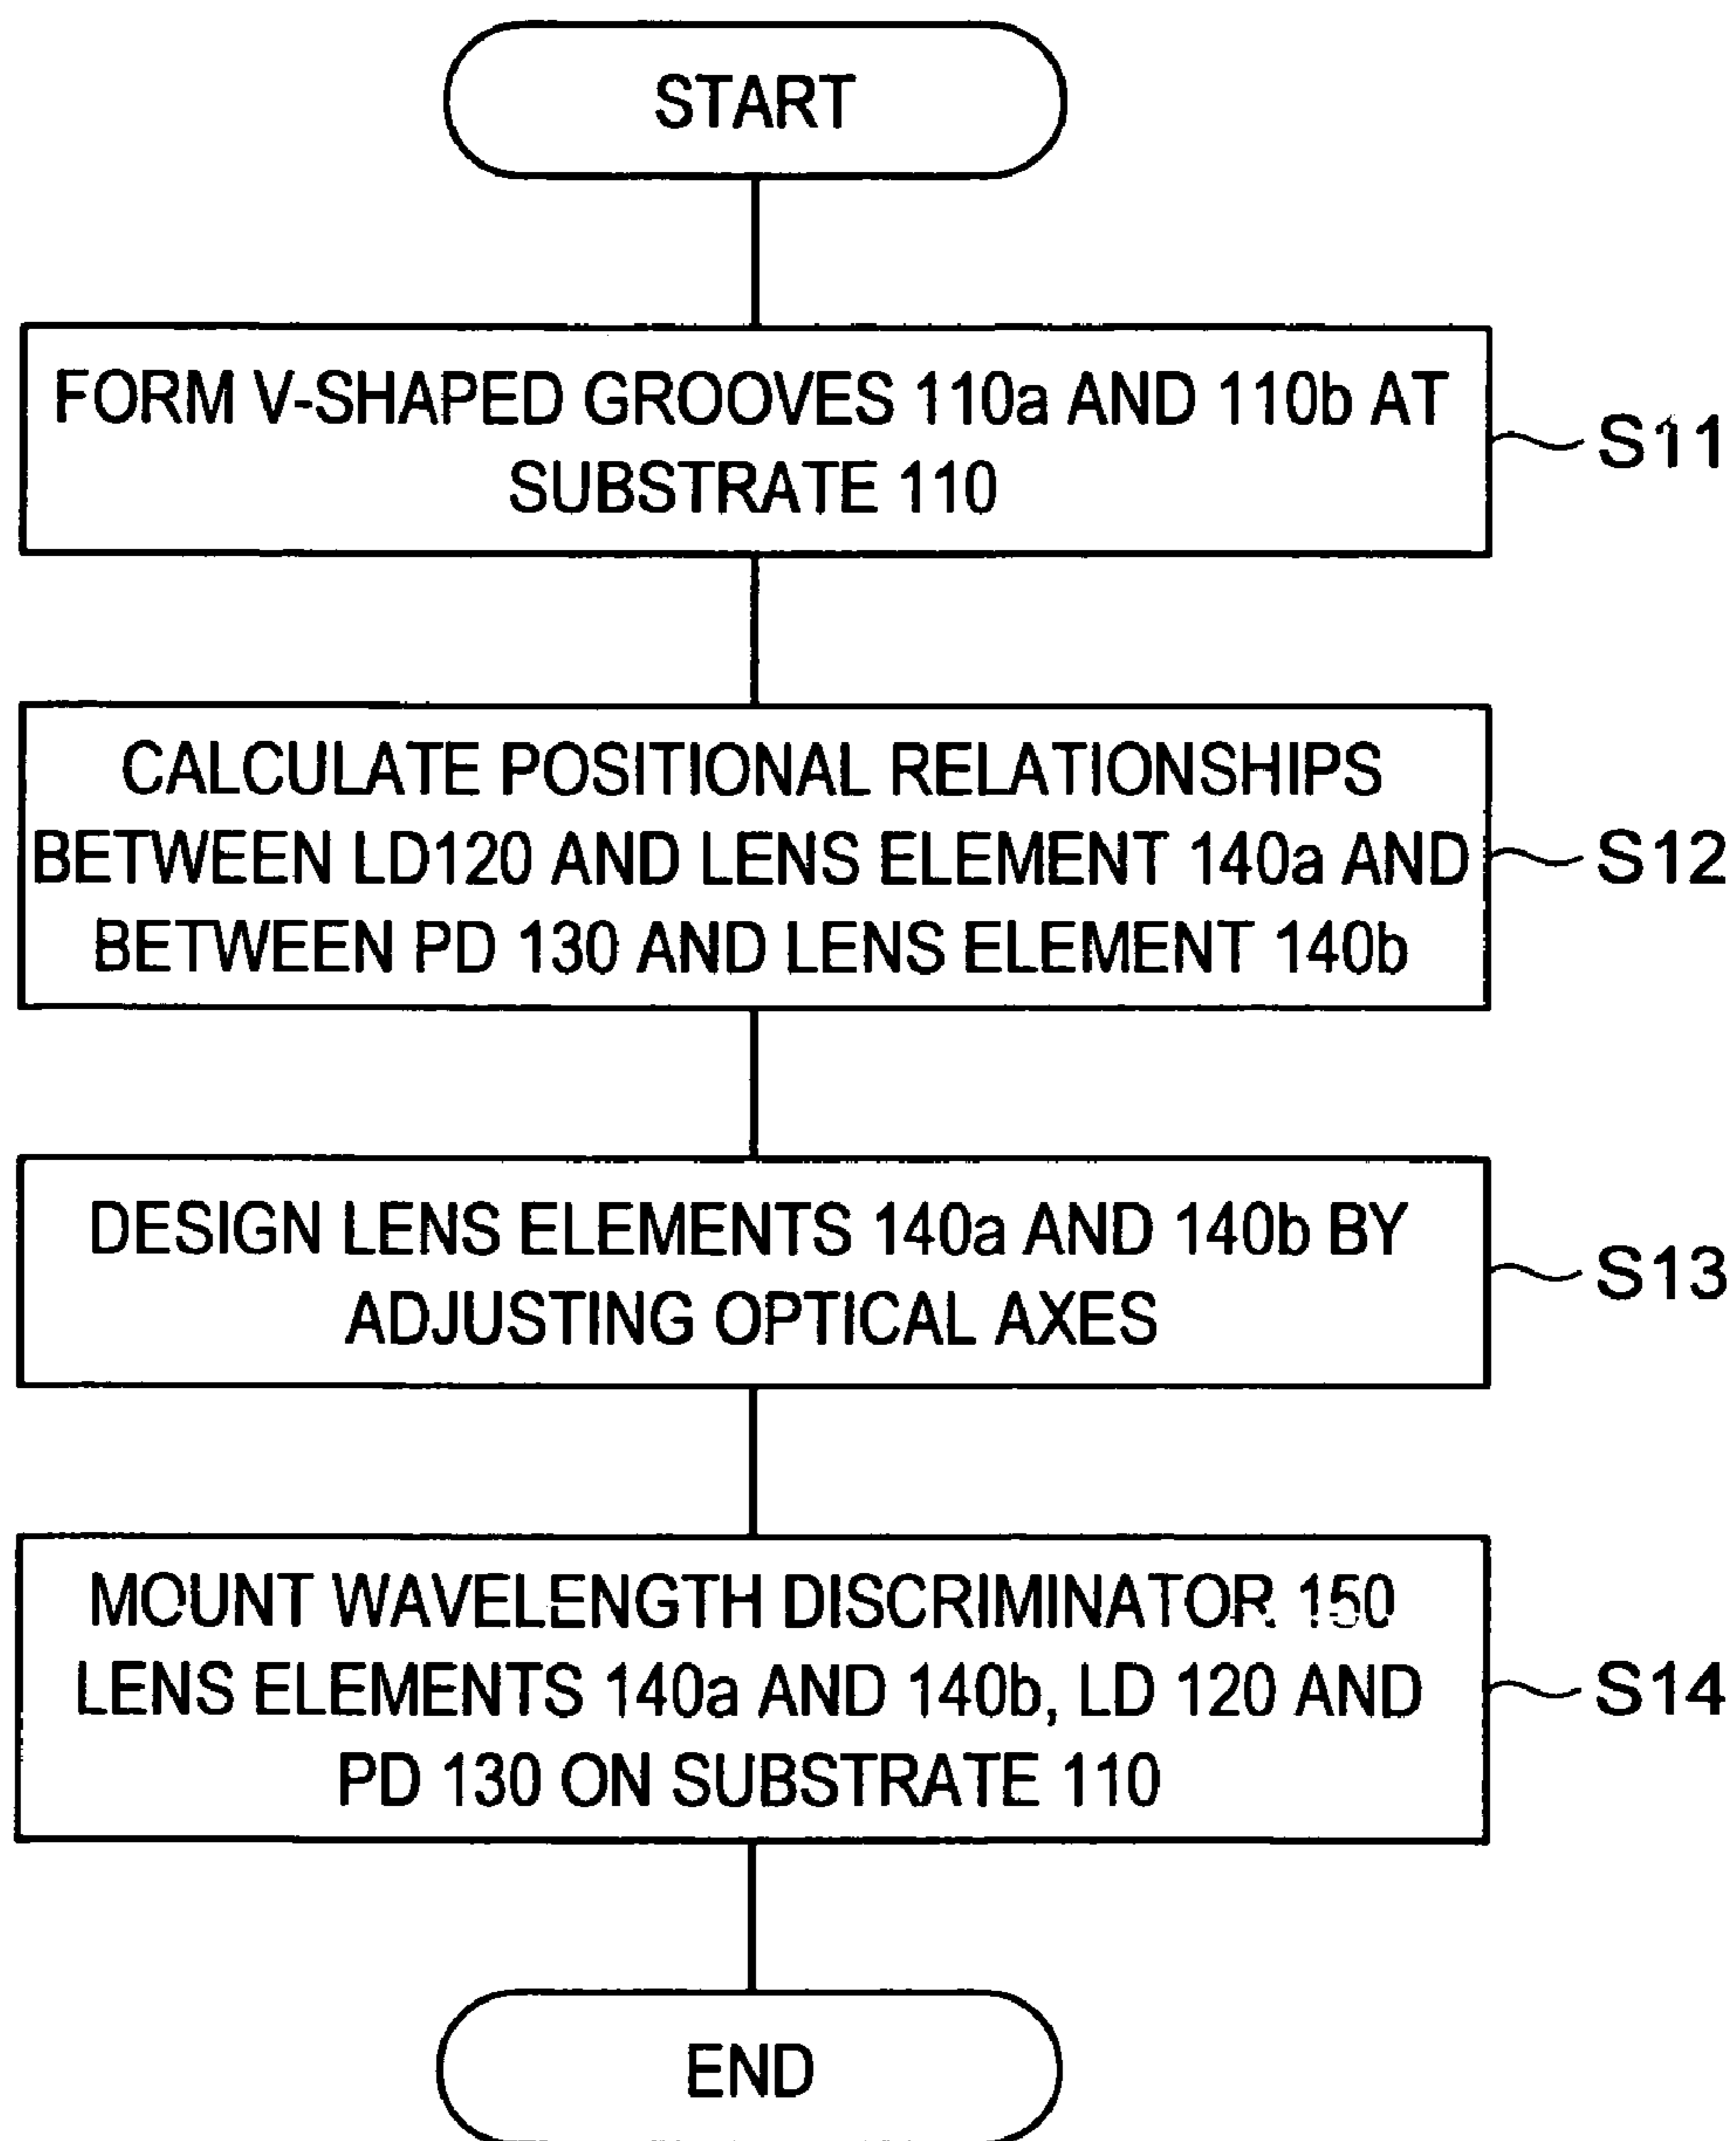 START
FORM V-SHAPED GROOVES 110a AND 110b AT
SUBSTRATE 110
S11
CALCULATE POSITIONAL RELATIONSHIPS
BETWEEN LD120 AND LENS ELEMENT 140a AND
BETWEEN PD 130 AND LENS ELEMENT 140b
S12
DESIGN LENS ELEMENTS 140a AND 140b BY
ADJUSTING OPTICAL AXES
S13
MOUNT WAVELENGTH DISCRIMINATOR 150
LENS ELEMENTS 140a AND 140b, LD 120 AND
PD 130 ON SUBSTRATE 110
S14
END